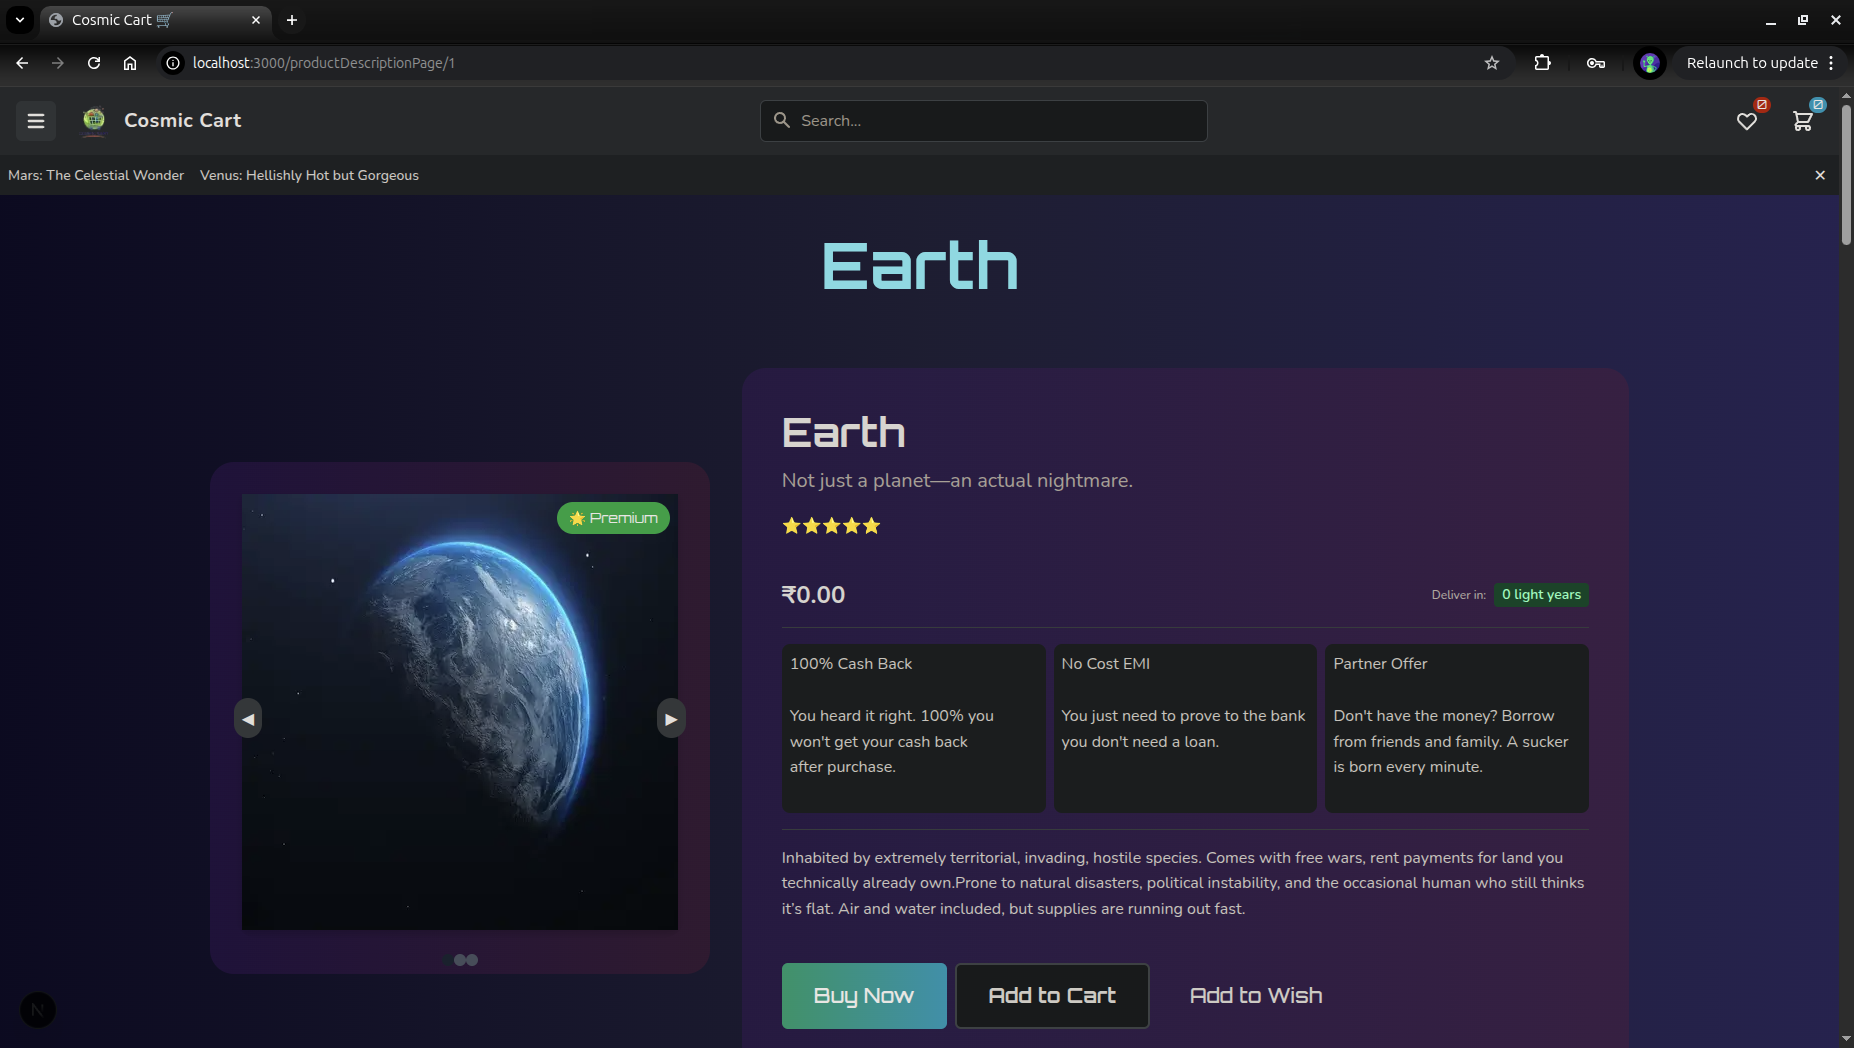 Cosmic Cart 🛒
localhost:3000/productDescriptionPage/1
Relaunch to update
Cosmic Cart
Search...
Mars: The Celestial Wonder
Venus: Hellishly Hot but Gorgeous
Earth
Earth
Not just a planet—an actual nightmare.
🌟 Premium
₹0.00
Deliver in: 0 light years
100% Cash Back
You heard it right. 100% you
won't get your cash back
after purchase.
No Cost EMI
You just need to prove to the bank
you don't need a loan.
Partner Offer
Don't have the money? Borrow
from friends and family. A sucker
is born every minute.
Inhabited by extremely territorial, invading, hostile species. Comes with free wars, rent payments for land you
technically already own.Prone to natural disasters, political instability, and the occasional human who still thinks
it’s flat. Air and water included, but supplies are running out fast.
Buy Now
Add to Cart
Add to Wish
N